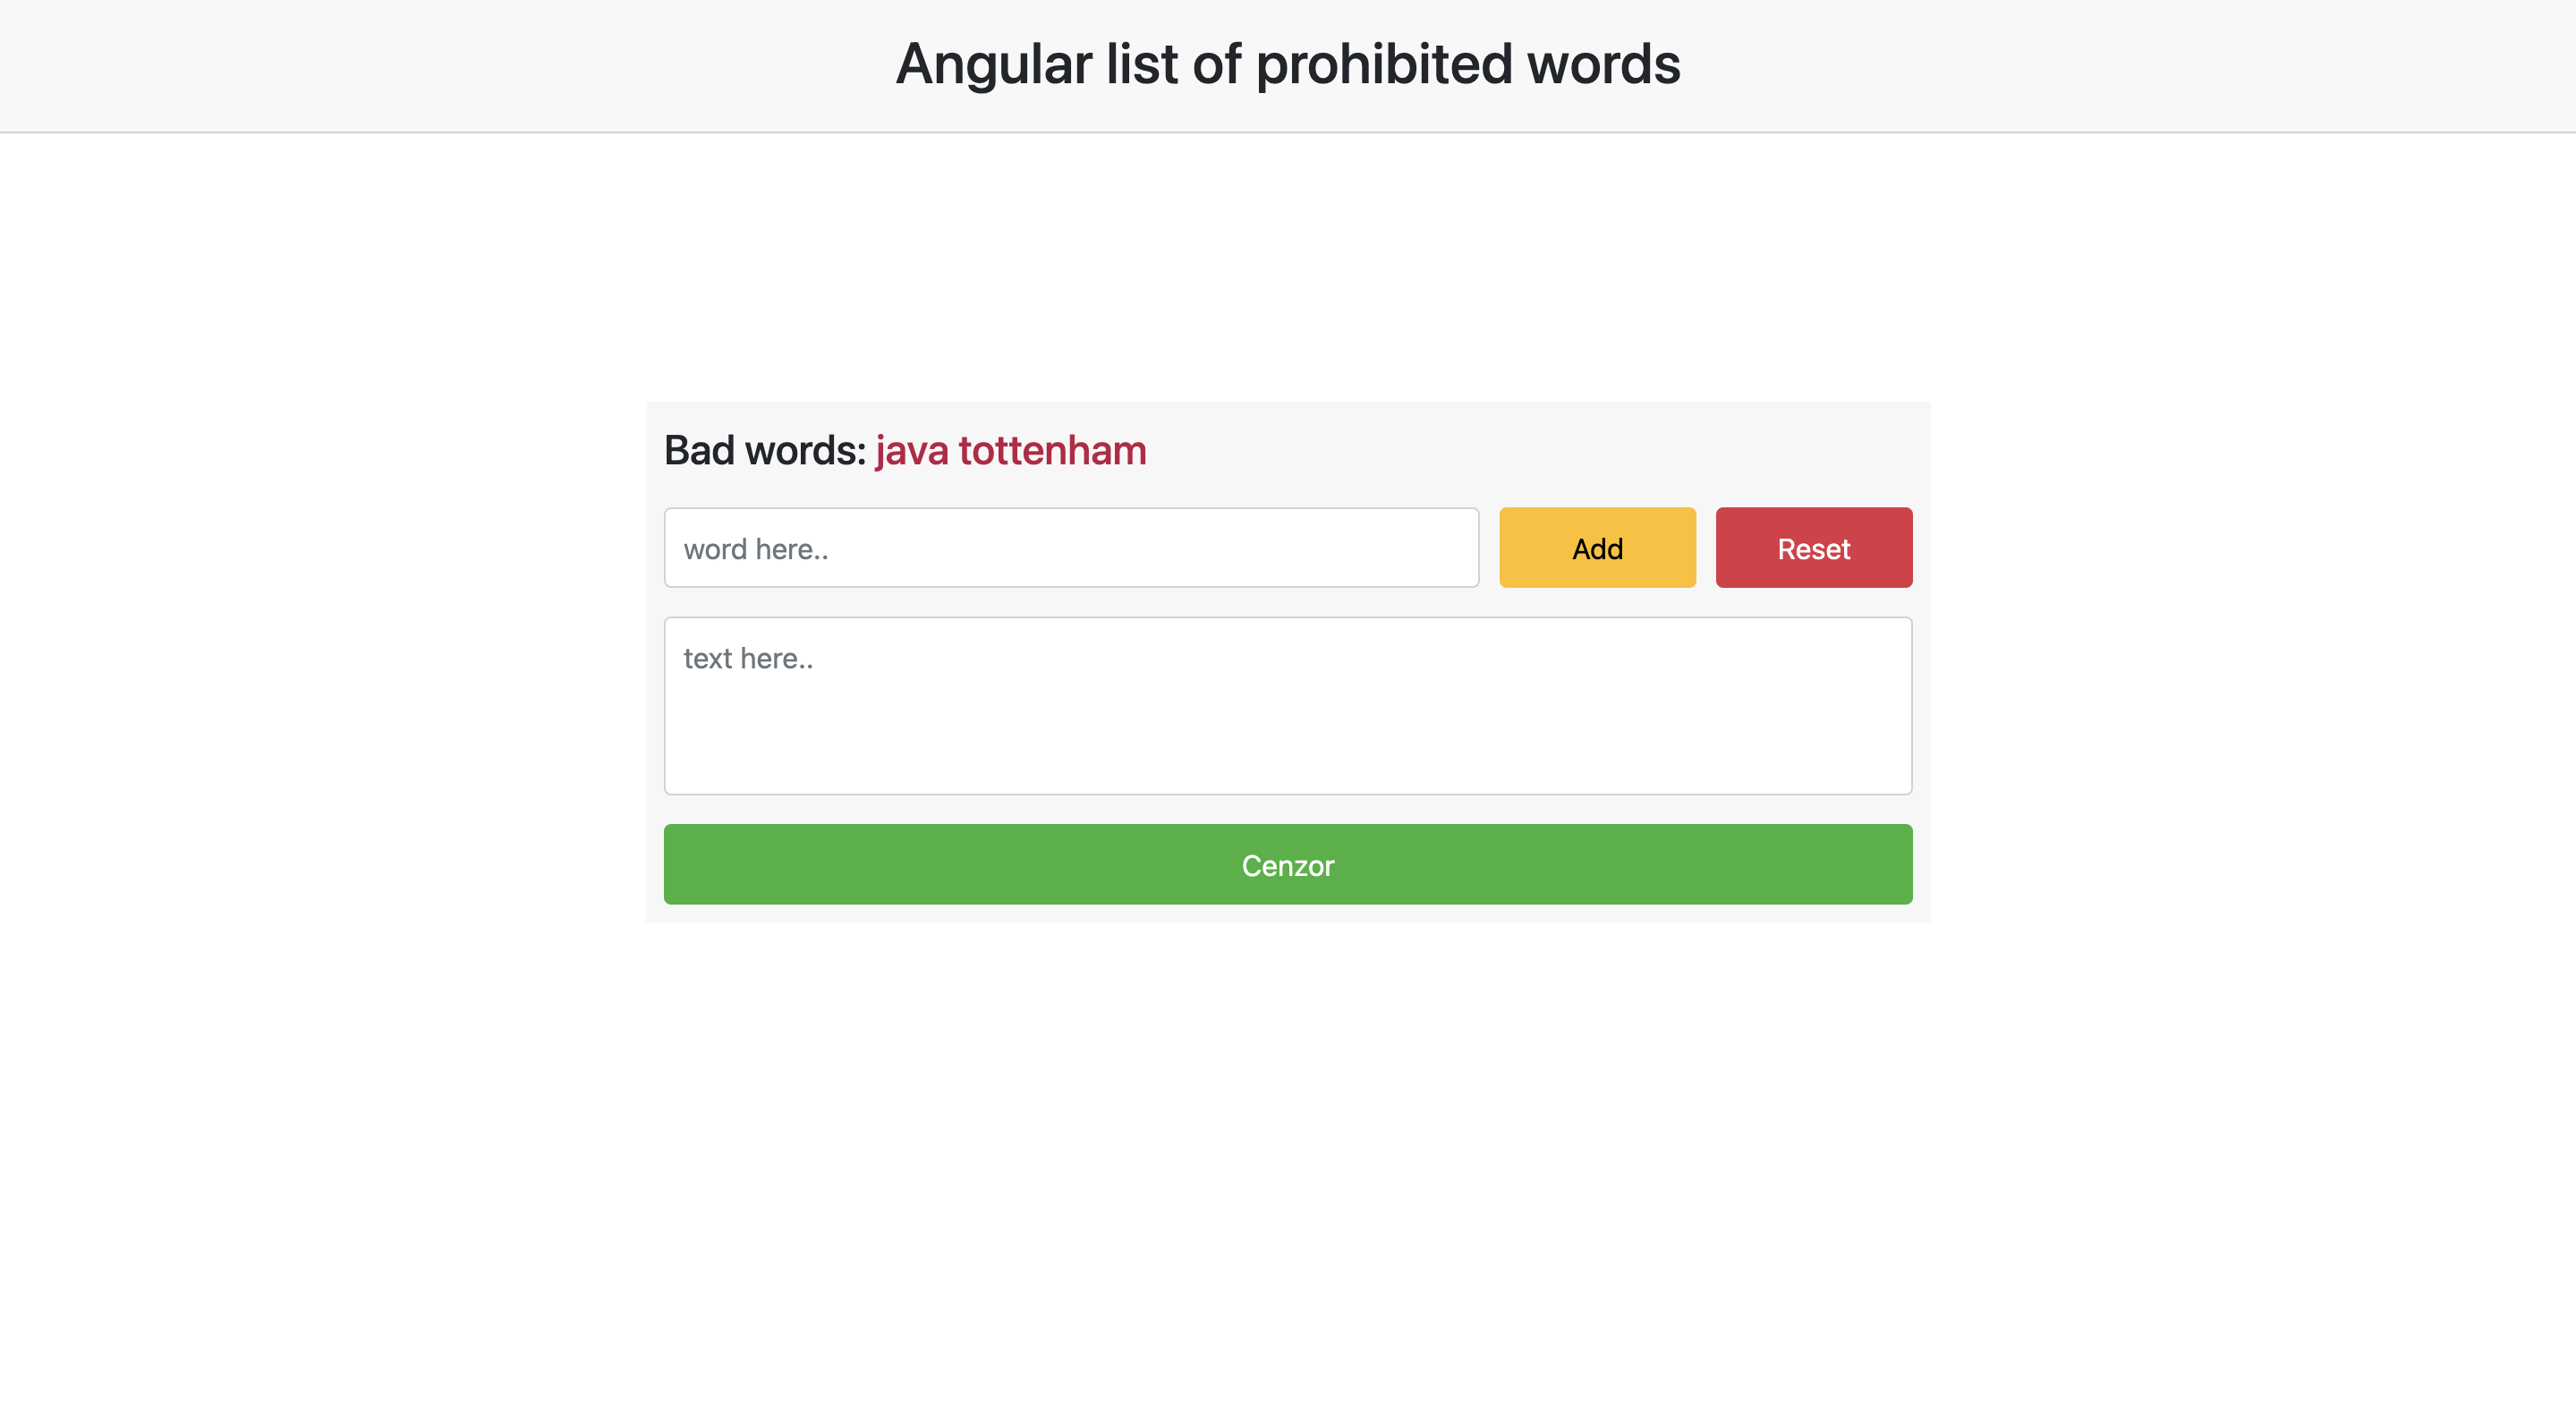 Angular list of prohibited words
Bad words: java tottenham
word here..
Add
Reset
text here..
Cenzor